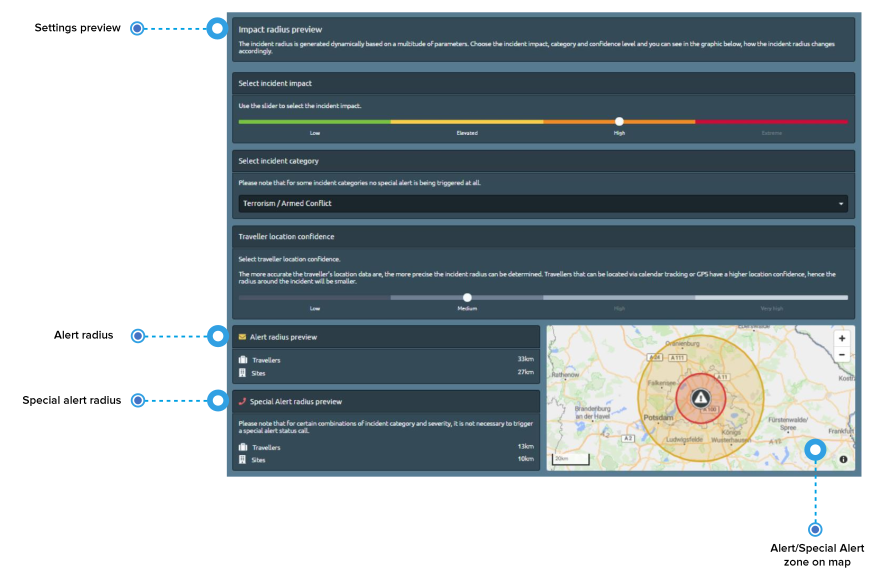 Settings preview
Impact radius preview
The incident radius is generated dynamically based on a multitude of parameters. Choose the incident impact, category and confidence level and you can see in the graphic below, how the incident radius changes
accordingly.
Select incident impact
Use the slider to select the incident impact.
Low Elevated High Extreme
Select incident category
Please note that for some incident categories no special alert is being triggered at all.
Terrorism / Armed Conflict
Traveller location confidence
Select traveller location confidence.
The more accurate the traveller's location data are, the more precise the incident radius can be determined. Travellers that can be located via calendar tracking or GPS have a higher location confidence, hence the
radius around the incident will be smaller.
Low Medium High Very high
Alert radius
Alert radius preview
Travellers 33km
Sites 27km
Special alert radius
Special Alert radius preview
Please note that for certain combinations of incident category and severity, it is not necessary to trigger
a special alert status call.
Travellers 13km
Sites 10km
Eberswalde
Oranienburg
+
A 24 A 111
−
Rathenow
A 11
Kostr
Falkensee
Brandenburg
an der Havel
Potsdam
Fürstenwalde/
Spree
Königs
Wusterhausen
Frankfurt
A 2
Ludwigsfelde
A 13
20km
Alert/Special Alert
zone on map